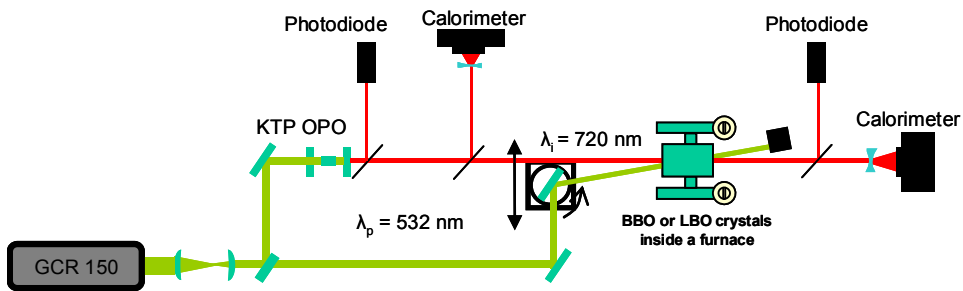 Photodiode
Calorimeter
Photodiode
Calorimeter
KTP OPO
λi = 720 nm
λp = 532 nm
BBO or LBO crystals
inside a furnace
GCR 150